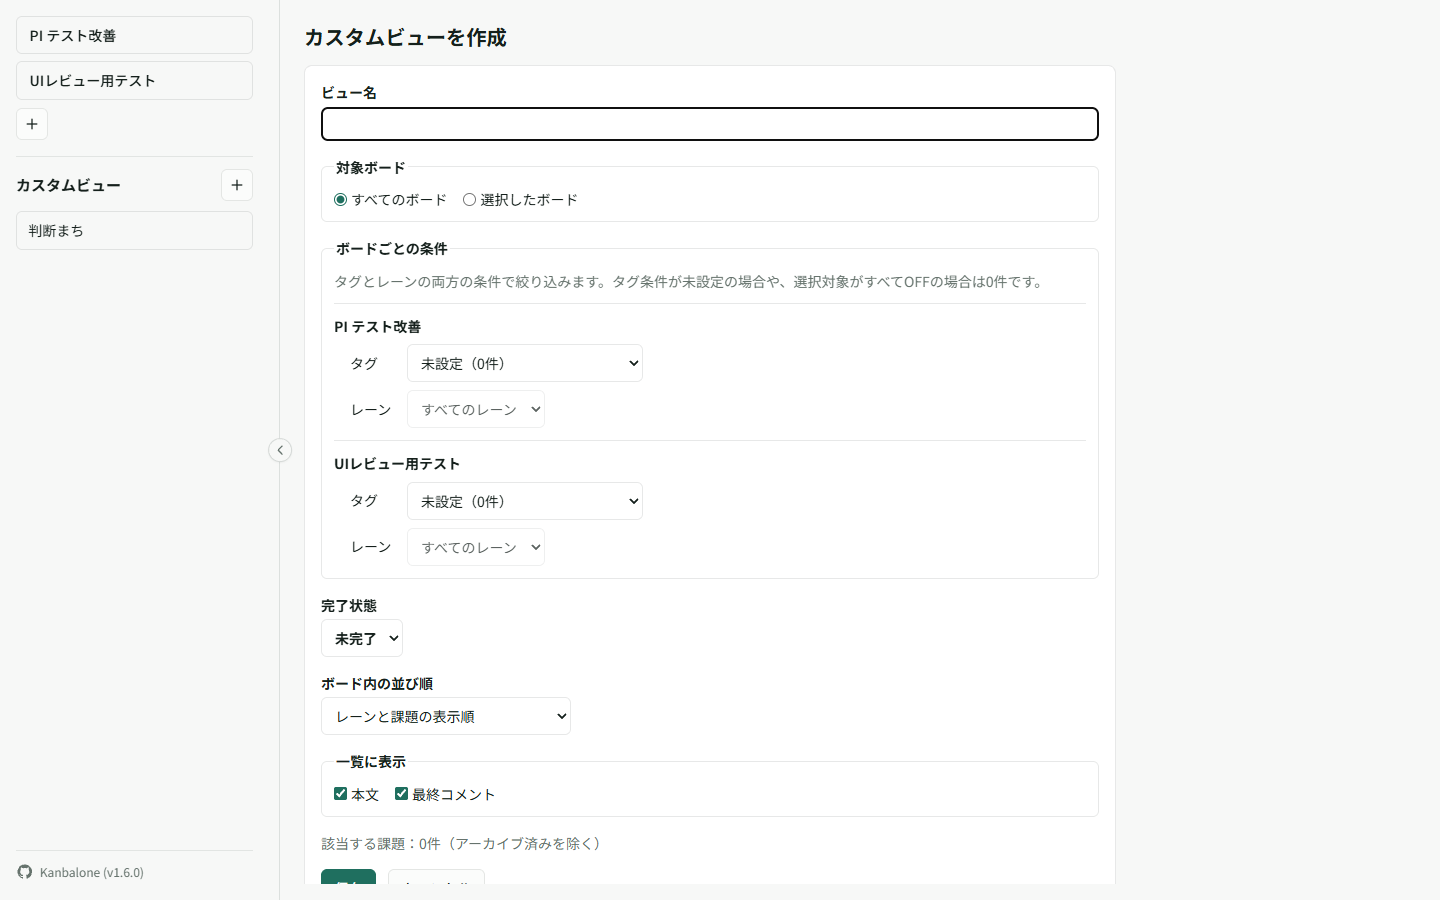 PI テスト改善
UIレビュー用テスト
カスタムビュー
判断まち
Kanbalone (v1.6.0)
カスタムビューを作成
ビュー名
対象ボード
すべてのボード 選択したボード
ボードごとの条件
タグとレーンの両方の条件で絞り込みます。タグ条件が未設定の場合や、選択対象がすべてOFFの場合は0件です。
PI テスト改善
タグ 未設定（0件）
レーン すべてのレーン
UIレビュー用テスト
タグ 未設定（0件）
レーン すべてのレーン
完了状態
未完了
ボード内の並び順
レーンと課題の表示順
一覧に表示
本文 最終コメント
該当する課題：0件（アーカイブ済みを除く）